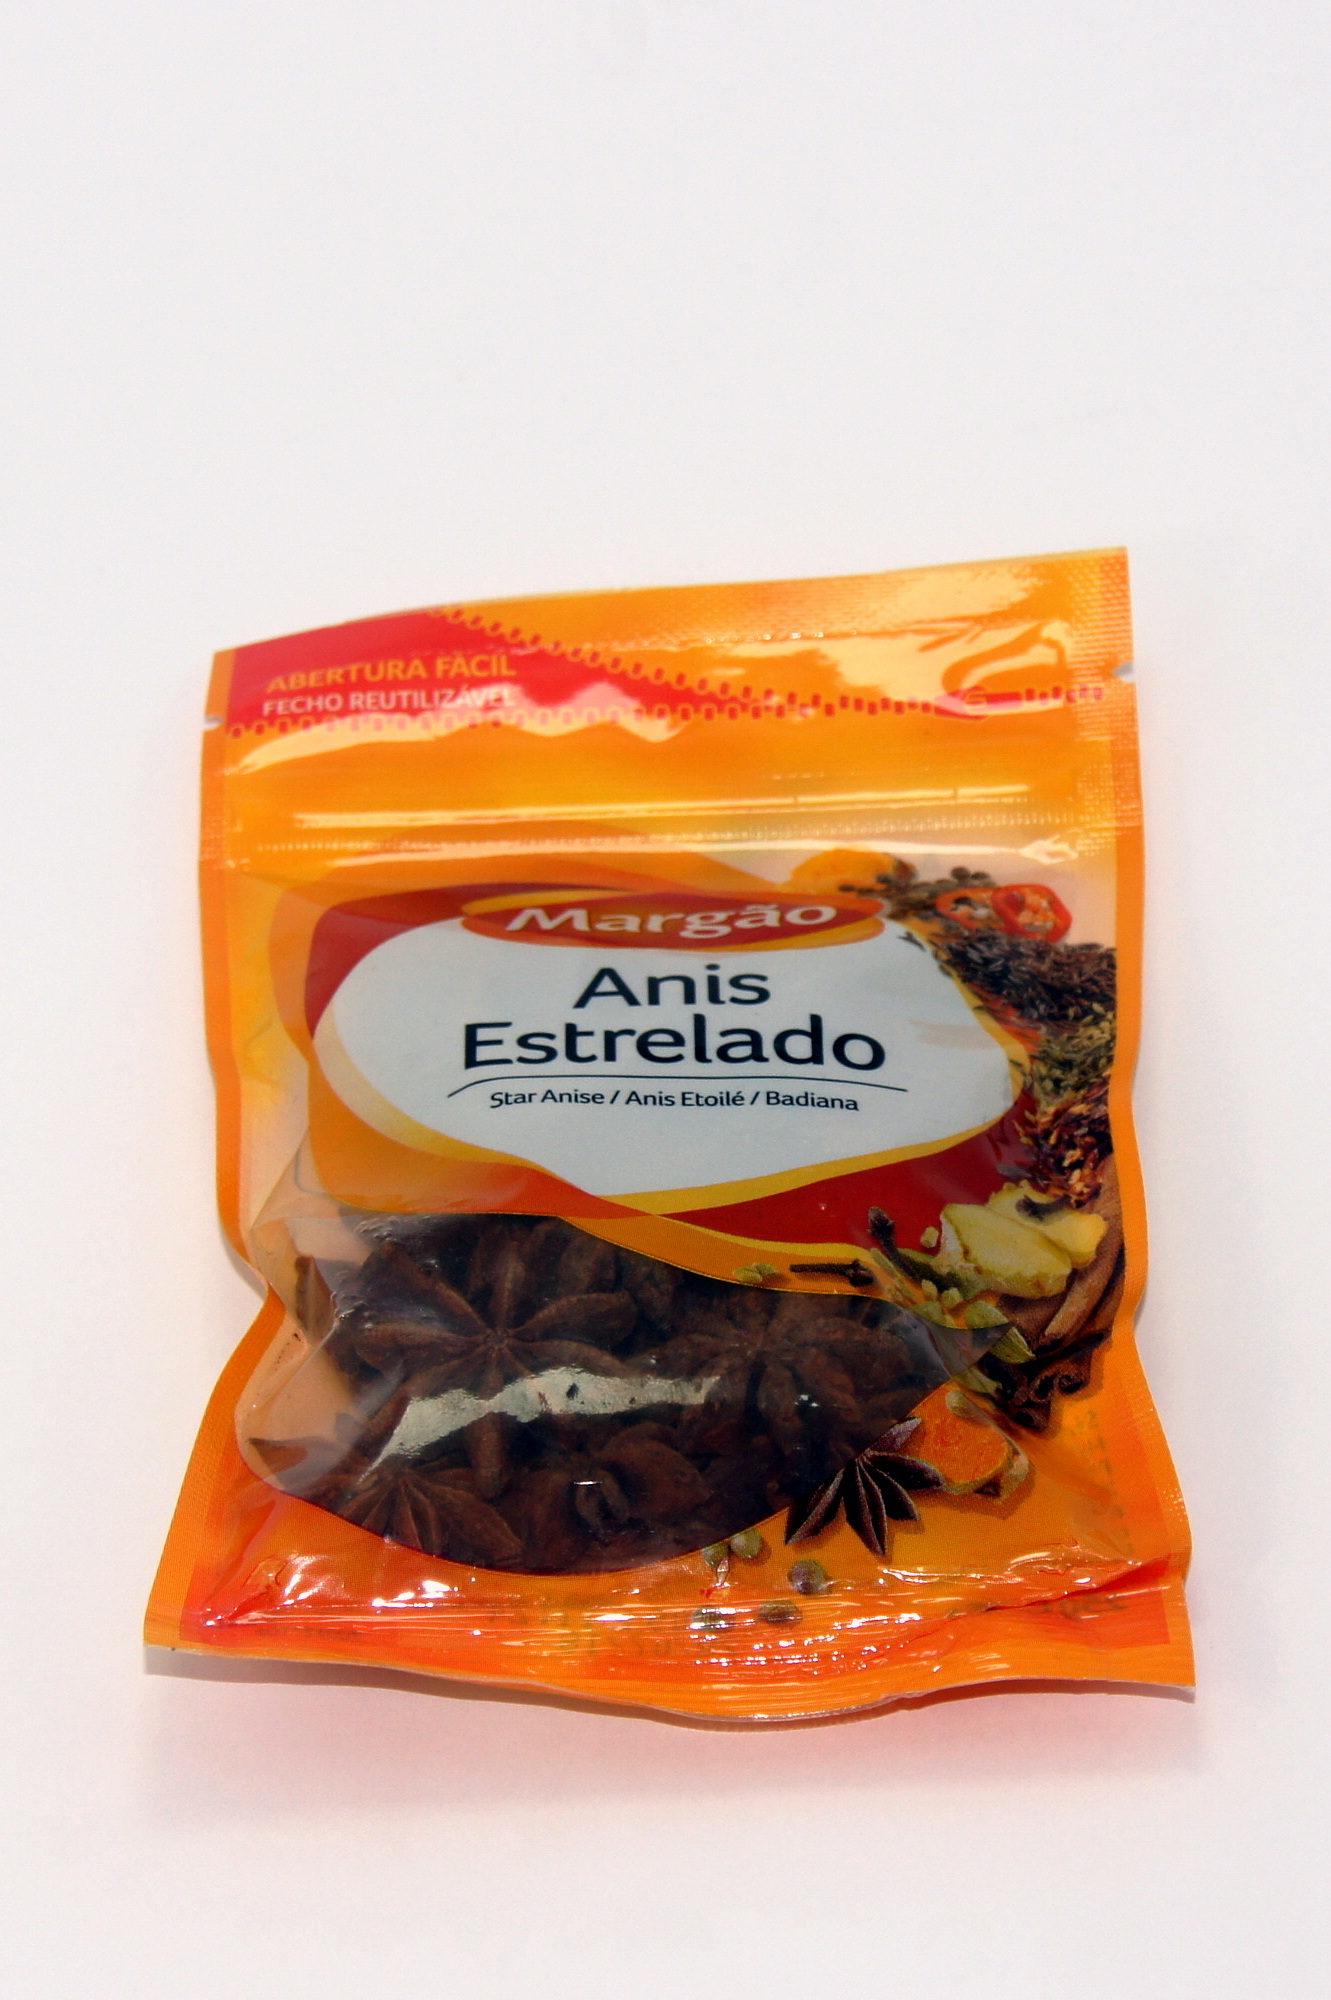 ABERTURA FÁCIL
FECHO REUTILIZÁVEL
Margão
Anis
Estrelado
Star Anise / Anis Etoilé / Badiana